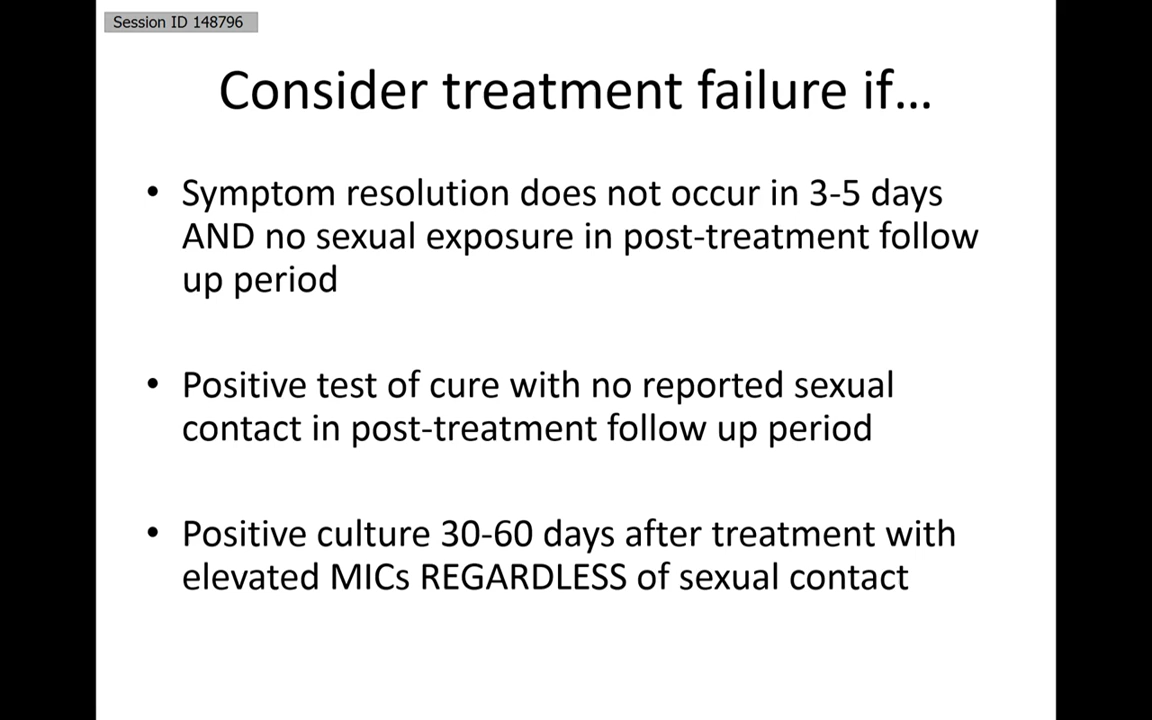 Session ID 148796
Consider treatment failure if...
• Symptom resolution does not occur in 3-5 days
AND no sexual exposure in post-treatment follow
up period
• Positive test of cure with no reported sexual
contact in post-treatment follow up period
• Positive culture 30-60 days after treatment with
elevated MICs REGARDLESS of sexual contact